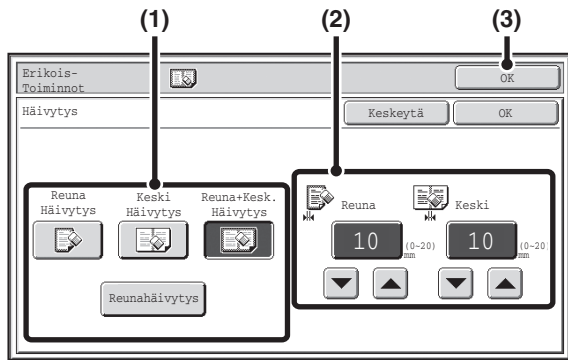 (1) (2) (3)
Erikois-
Toiminnot
OK
Häivytys
Keskeytä
OK
Reuna
Häivytys
Keski
Häivytys
Reuna+Kesk.
Häivytys
Reunahäivytys
Reuna
10
(0~20)
mm
Keski
10
(0~20)
mm